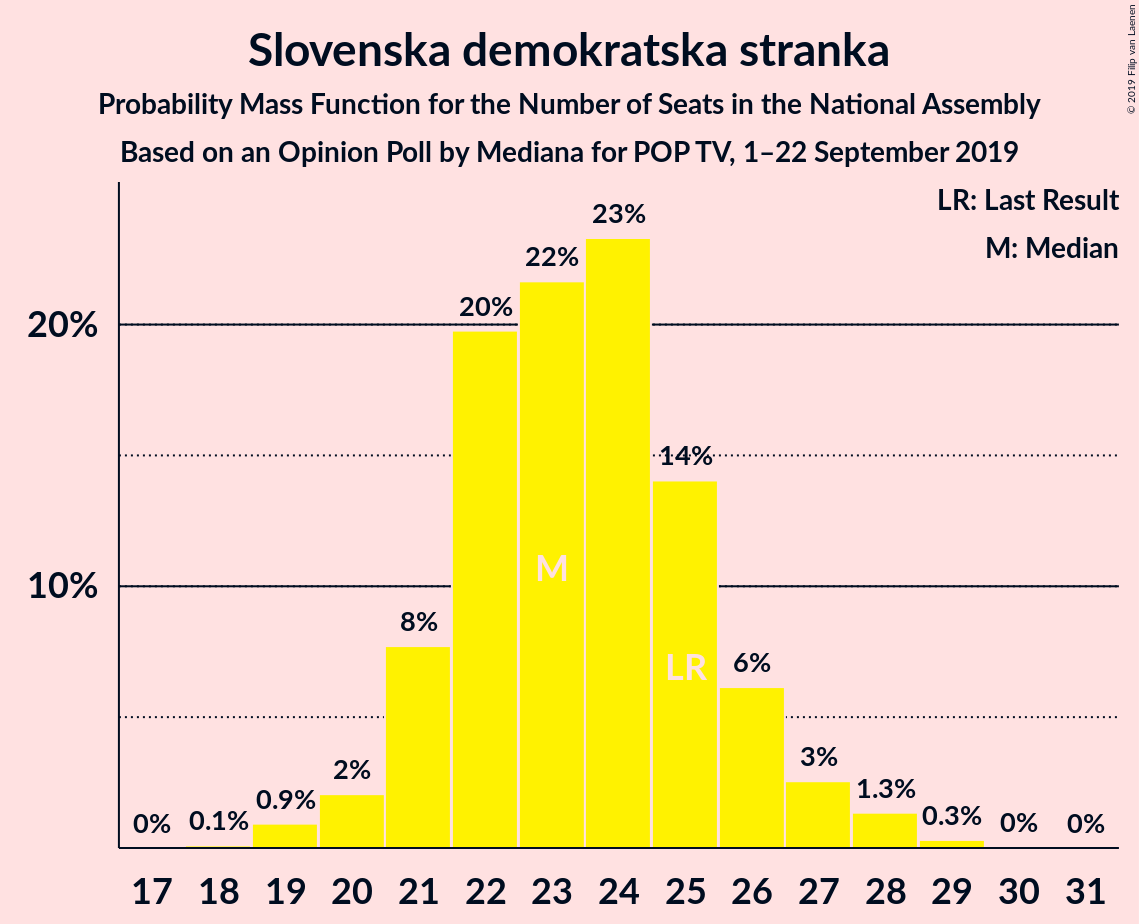 Slovenska demokratska stranka
Probability Mass Function for the Number of Seats in the National Assembly
Based on an Opinion Poll by Mediana for POP TV, 1–22 September 2019
© 2019 Filip van Laenen
LR: Last Result
M: Median
20%
10%
0%
0.1%
0.9%
2%
8%
20%
22%
23%
14%
6%
3%
1.3%
0.3%
0%
0%
M
LR
17 18 19 20 21 22 23 24 25 26 27 28 29 30 31